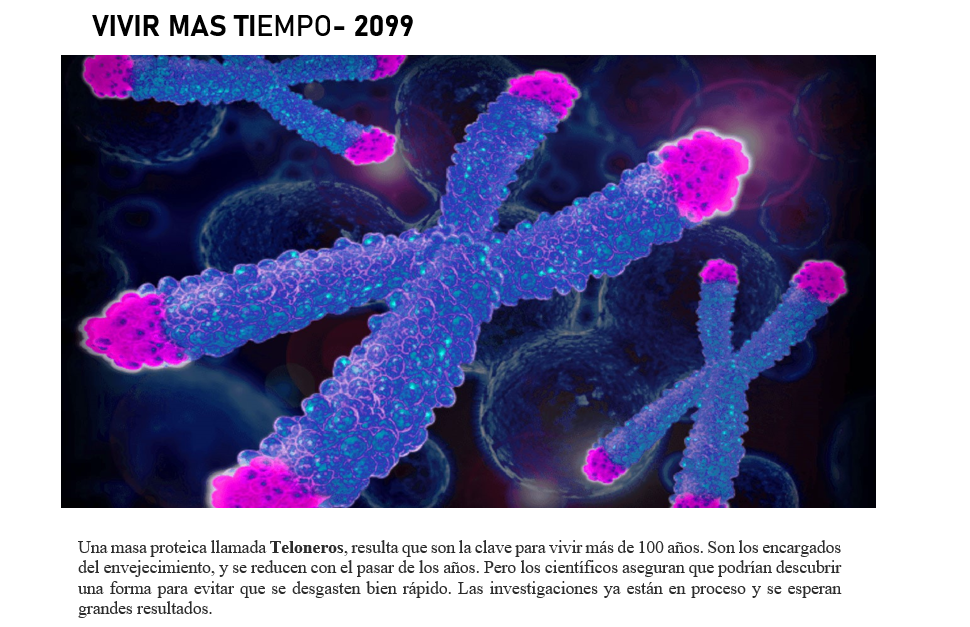 VIVIR MAS TIEMPO- 2099
Una masa proteica llamada Teloneros, resulta que son la clave para vivir más de 100 años. Son los encargados
del envejecimiento, y se reducen con el pasar de los años. Pero los científicos aseguran que podrían descubrir
una forma para evitar que se desgasten bien rápido. Las investigaciones ya están en proceso y se esperan
grandes resultados.